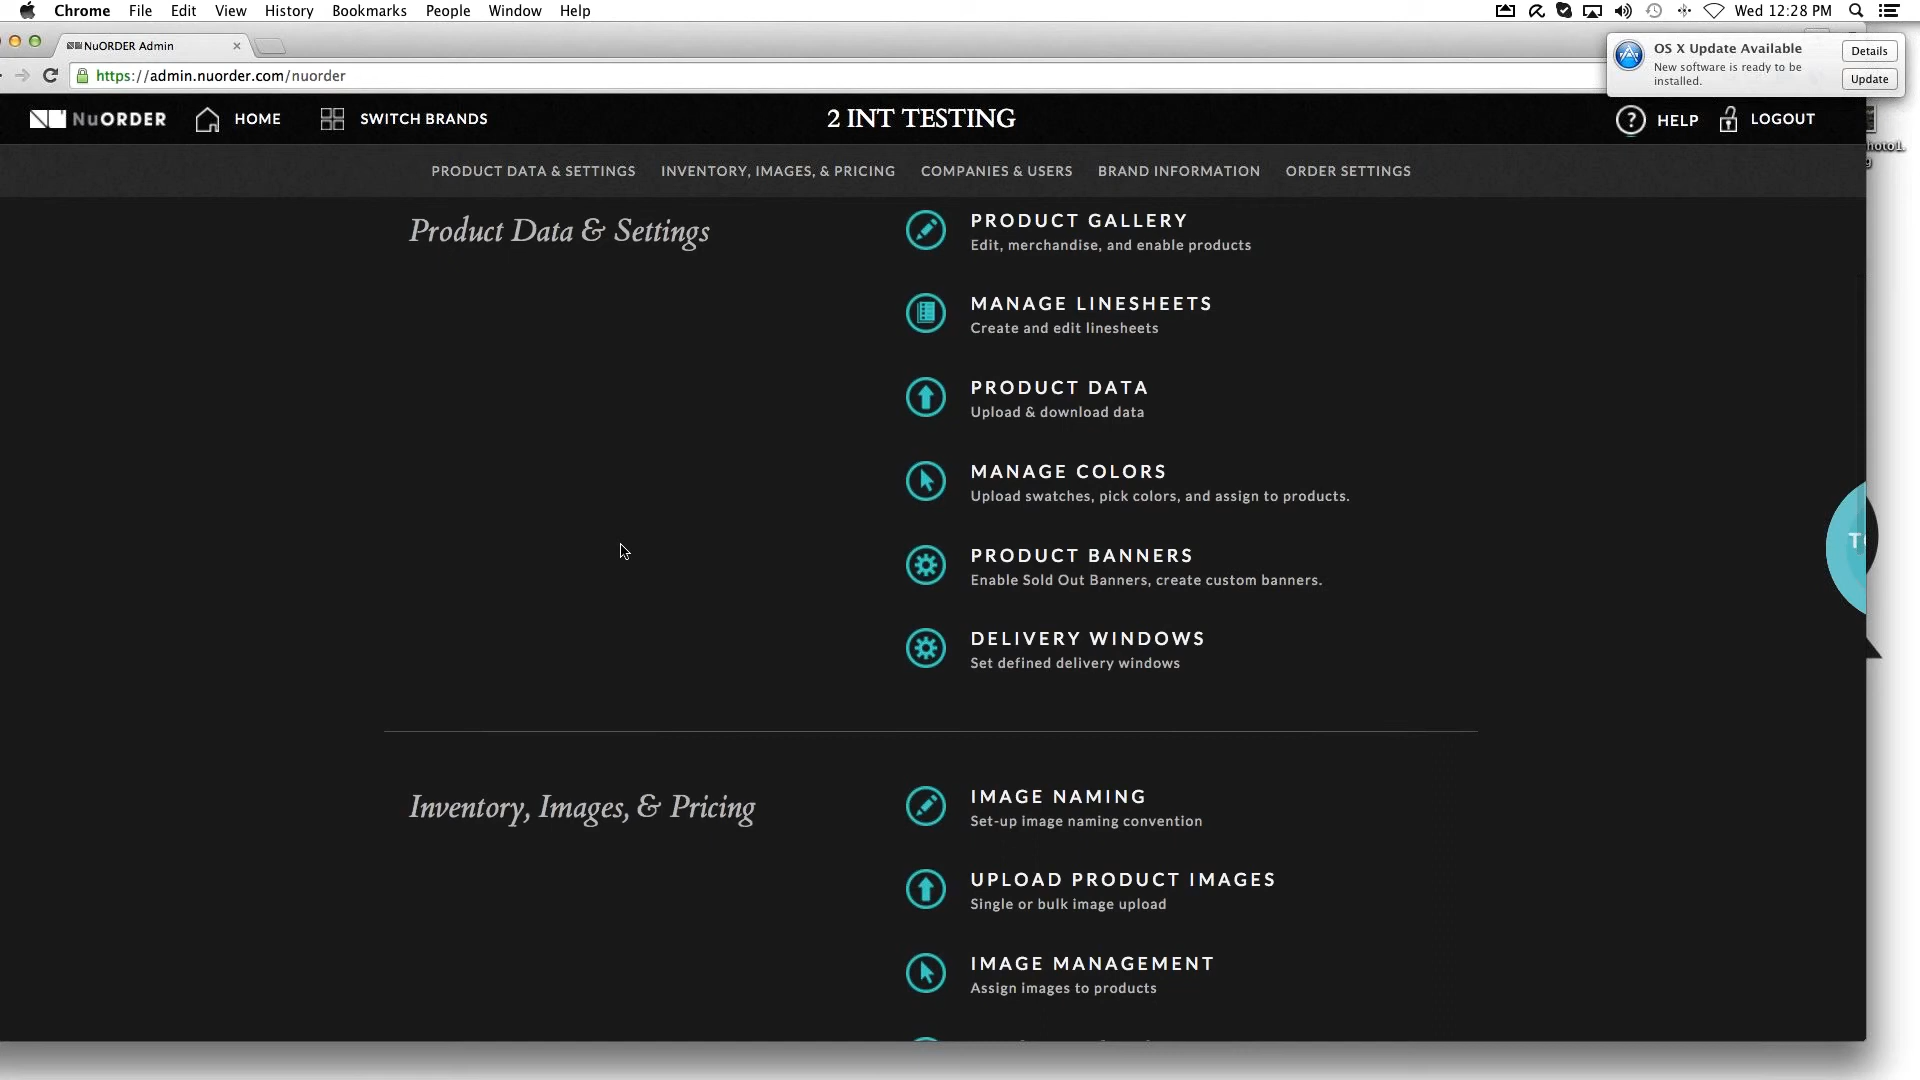 Chrome File Edit View History Bookmarks People Window Help
Wed 12:28 PM
NuORDER Admin
https://admin.nuorder.com/nuorder
OS X Update Available
New software is ready to be
installed.
Details
Update
NuORDER HOME SWITCH BRANDS
2 INT TESTING
HELP LOGOUT
PRODUCT DATA & SETTINGS INVENTORY, IMAGES, & PRICING COMPANIES & USERS BRAND INFORMATION ORDER SETTINGS
Product Data & Settings
PRODUCT GALLERY
Edit, merchandise, and enable products
MANAGE LINESHEETS
Create and edit linesheets
PRODUCT DATA
Upload & download data
MANAGE COLORS
Upload swatches, pick colors, and assign to products.
PRODUCT BANNERS
Enable Sold Out Banners, create custom banners.
DELIVERY WINDOWS
Set defined delivery windows
Inventory, Images, & Pricing
IMAGE NAMING
Set-up image naming convention
UPLOAD PRODUCT IMAGES
Single or bulk image upload
IMAGE MANAGEMENT
Assign images to products